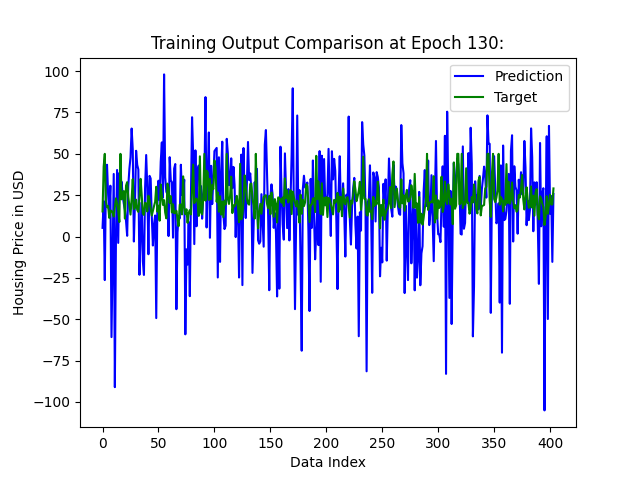 Training Output Comparison at Epoch 130:
Prediction
Target
Housing Price in USD
100
75
50
25
0
−25
−50
−75
−100
0 50 100 150 200 250 300 350 400
Data Index